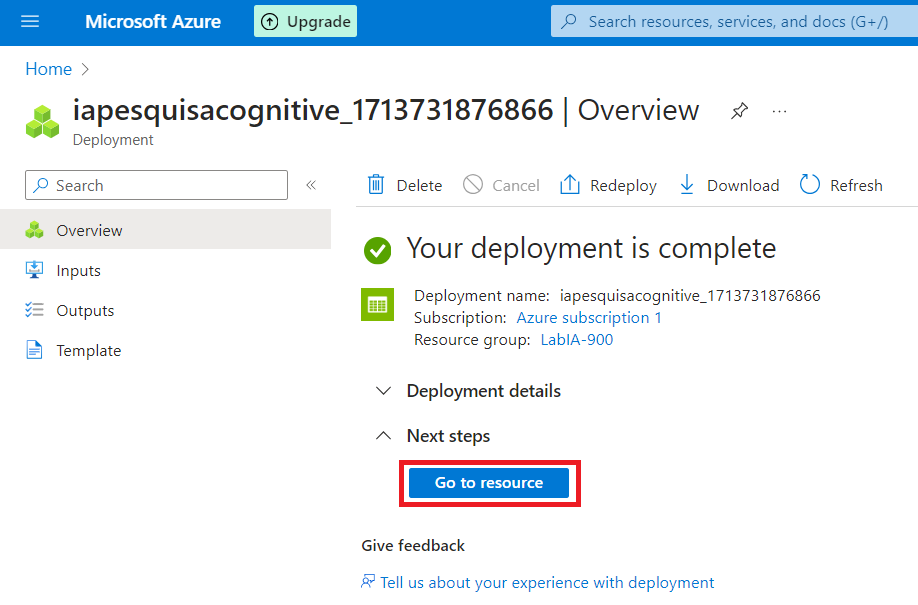 Microsoft Azure
Upgrade
Search resources, services, and docs (G+/)
Home
iapesquisacognitive_1713731876866 | Overview
...
Deployment
Search
«
Delete
Cancel
Redeploy
Download
Refresh
Overview
Inputs
Outputs
Template
Your deployment is complete
Deployment name: iapesquisacognitive_1713731876866
Subscription: Azure subscription 1
Resource group: LabIA-900
Deployment details
Next steps
Go to resource
Give feedback
Tell us about your experience with deployment